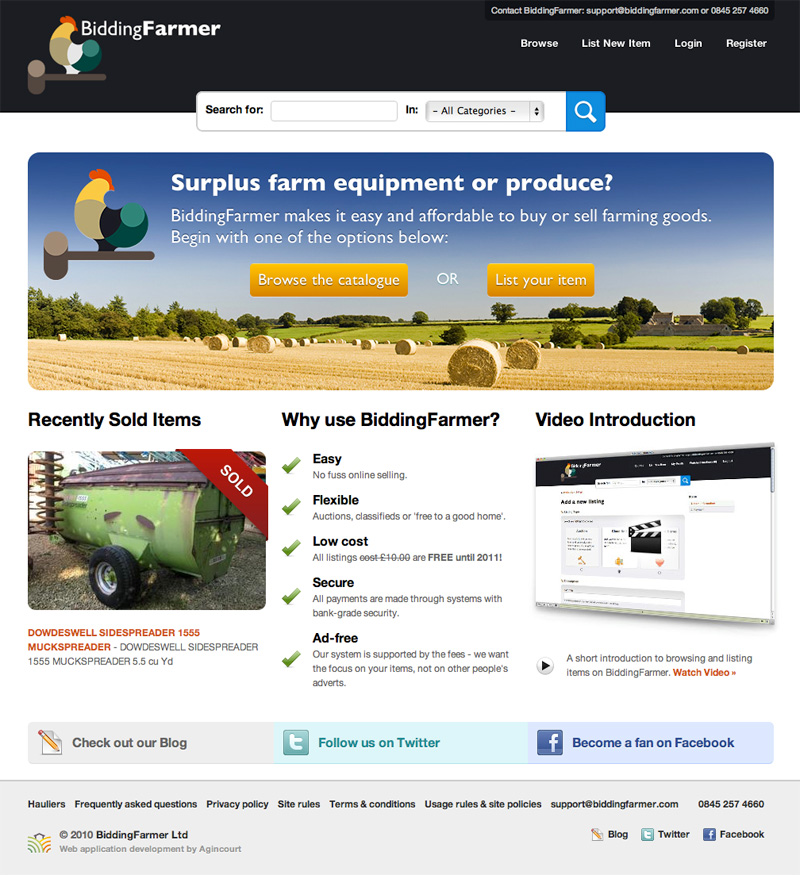 Contact BiddingFarmer: support@biddingfarmer.com or 0845 257 4660
BiddingFarmer
Browse List New Item Login Register
Search for: In: - All Categories -
Surplus farm equipment or produce?
BiddingFarmer makes it easy and affordable to buy or sell farming goods.
Begin with one of the options below:
Browse the catalogue OR List your item
Recently Sold Items
SOLD
DOWDESWELL SIDESPREADER 1555
MUCKSPREADER - DOWDESWELL SIDESPREADER
1555 MUCKSPREADER 5.5 cu Yd
Why use BiddingFarmer?
Easy
No fuss online selling.
Flexible
Auctions, classifieds or 'free to a good home'.
Low cost
All listings cost £10.00 are FREE until 2011!
Secure
All payments are made through systems with
bank-grade security.
Ad-free
Our system is supported by the fees - we want
the focus on your items, not on other people's
adverts.
Video Introduction
BiddingFarmer
Add a new listing
A short introduction to browsing and listing
items on BiddingFarmer. Watch Video »
Check out our Blog
Follow us on Twitter
Become a fan on Facebook
Hauliers Frequently asked questions Privacy policy Site rules Terms & conditions Usage rules & site policies support@biddingfarmer.com 0845 257 4660
© 2010 BiddingFarmer Ltd
Web application development by Agincourt
Blog Twitter Facebook